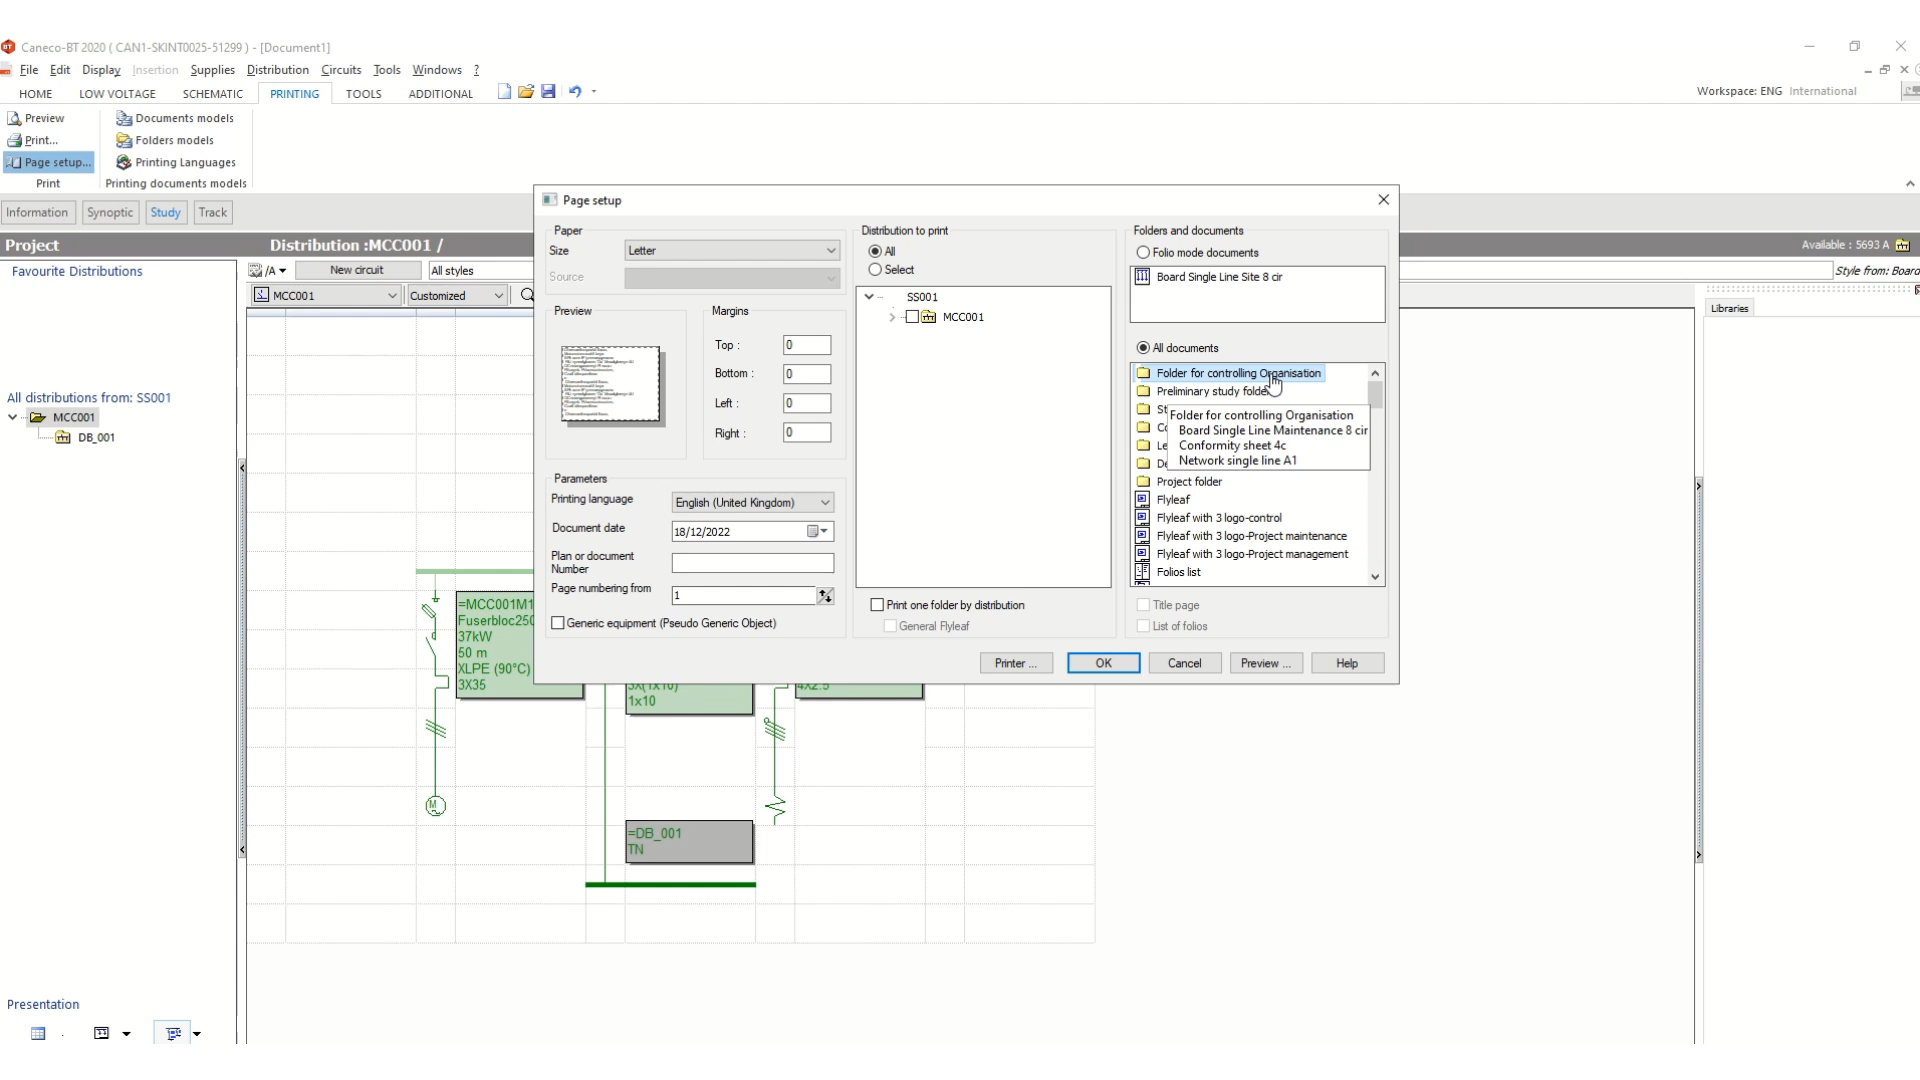 Caneco-BT 2020 ( CAN1-SKINT0025-51299 ) - [Document1]
File Edit Display Insertion Supplies Distribution Circuits Tools Windows ?
HOME LOW VOLTAGE SCHEMATIC PRINTING TOOLS ADDITIONAL
Workspace: ENG International
Preview Documents models
Print... Folders models
Page setup... Printing Languages
Print Printing documents models
Information Synoptic Study Track
Project Distribution :MCC001 / Available : 5693 A
Favourite Distributions
/A New circuit All styles Style from: Board
MCC001 Customized
Libraries
All distributions from: SS001
MCC001
DB_001
Presentation
=MCC001M1
Fuserbloc250
37kW
50 m
XLPE (90°C)
3X35
3X(1x10)
1x10
4X2.5
=DB_001
TN
M
Page setup
Paper
Size Letter
Source
Preview
Margins
Top : 0
Bottom : 0
Left : 0
Right : 0
Parameters
Printing language English (United Kingdom)
Document date 18/12/2022
Plan or document
Number
Page numbering from 1
Generic equipment (Pseudo Generic Object)
Distribution to print
All
Select
SS001
MCC001
Print one folder by distribution
General Flyleaf
Folders and documents
Folio mode documents
Board Single Line Site 8 cir
All documents
Folder for controlling Organisation
Preliminary study folder
St
Co
Le
De
Folder for controlling Organisation
Board Single Line Maintenance 8 cir
Conformity sheet 4c
Network single line A1
Project folder
Flyleaf
Flyleaf with 3 logo-control
Flyleaf with 3 logo-Project maintenance
Flyleaf with 3 logo-Project management
Folios list
Title page
List of folios
Printer ... OK Cancel Preview ... Help